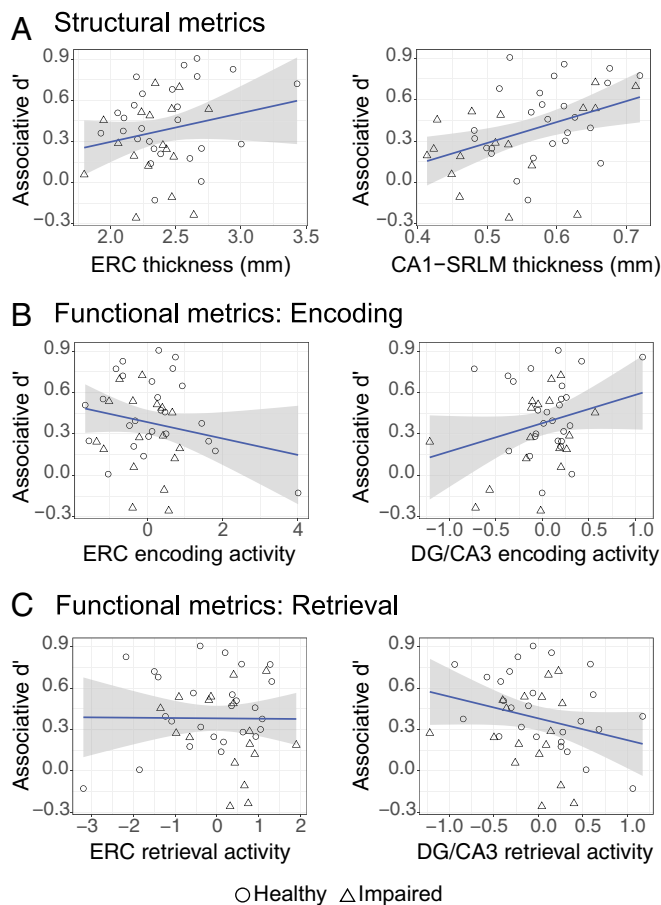 A Structural metrics
Associative d'
0.9
0.6
0.3
0.0
−0.3
2.0 2.5 3.0 3.5
ERC thickness (mm)
Associative d'
0.9
0.6
0.3
0.0
−0.3
0.4 0.5 0.6 0.7
CA1−SRLM thickness (mm)
B Functional metrics: Encoding
Associative d'
0.9
0.6
0.3
0.0
−0.3
0 2 4
ERC encoding activity
Associative d'
0.9
0.6
0.3
0.0
−0.3
−1.0 −0.5 0.0 0.5 1.0
DG/CA3 encoding activity
C Functional metrics: Retrieval
Associative d'
0.9
0.6
0.3
0.0
−0.3
−3 −2 −1 0 1 2
ERC retrieval activity
Associative d'
0.9
0.6
0.3
0.0
−0.3
−1.0 −0.5 0.0 0.5 1.0
DG/CA3 retrieval activity
Healthy Impaired